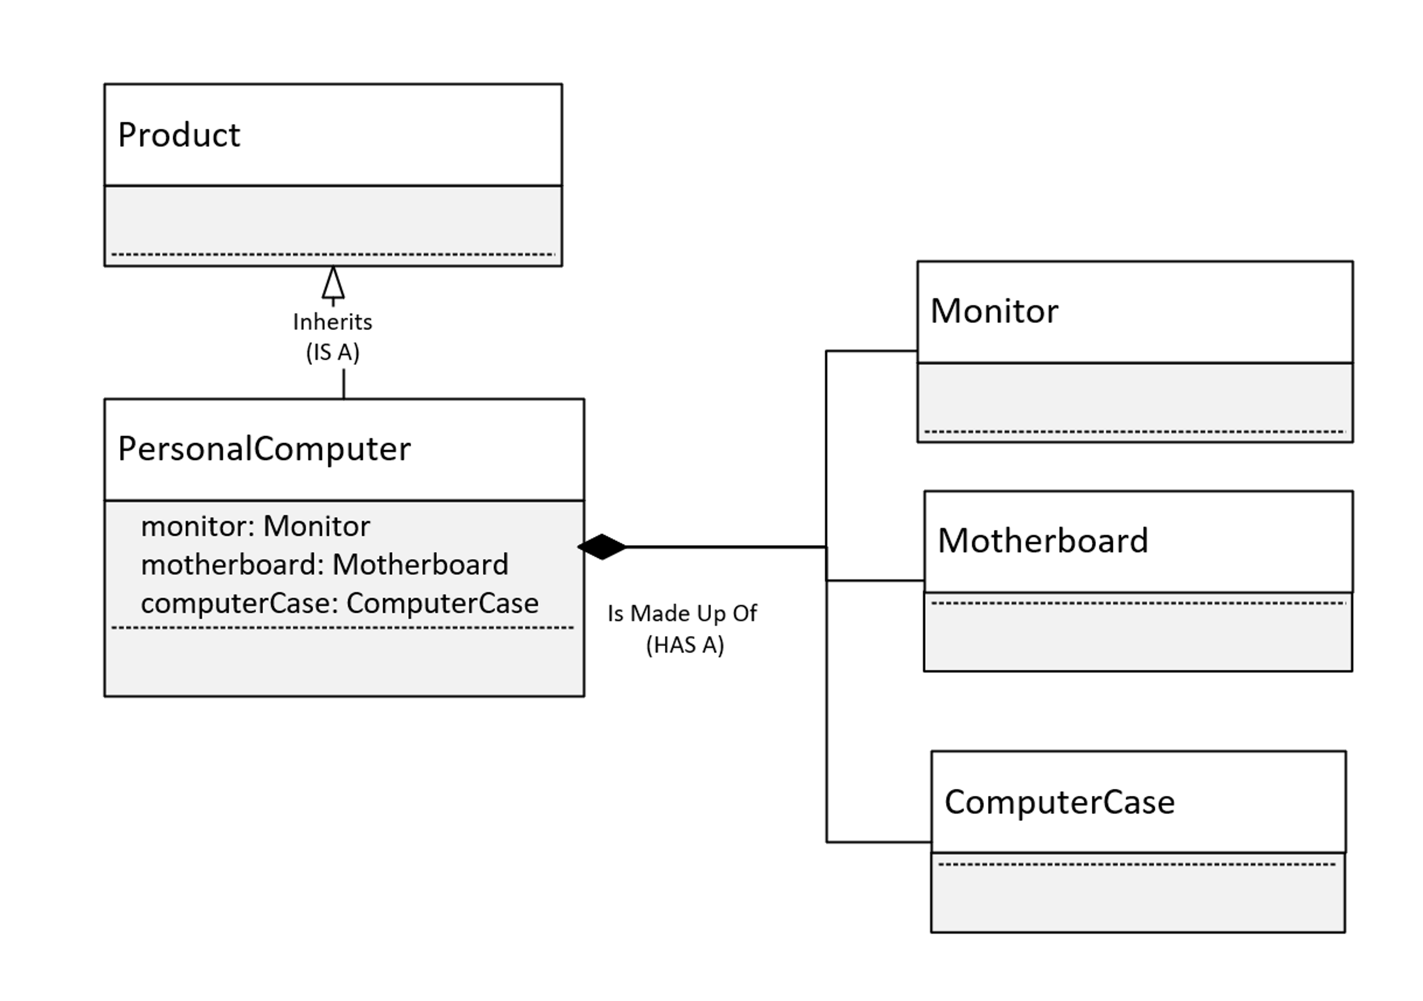 Product
Inherits
(IS A)
PersonalComputer
monitor: Monitor
motherboard: Motherboard
computerCase: ComputerCase
Is Made Up Of
(HAS A)
Monitor
Motherboard
ComputerCase